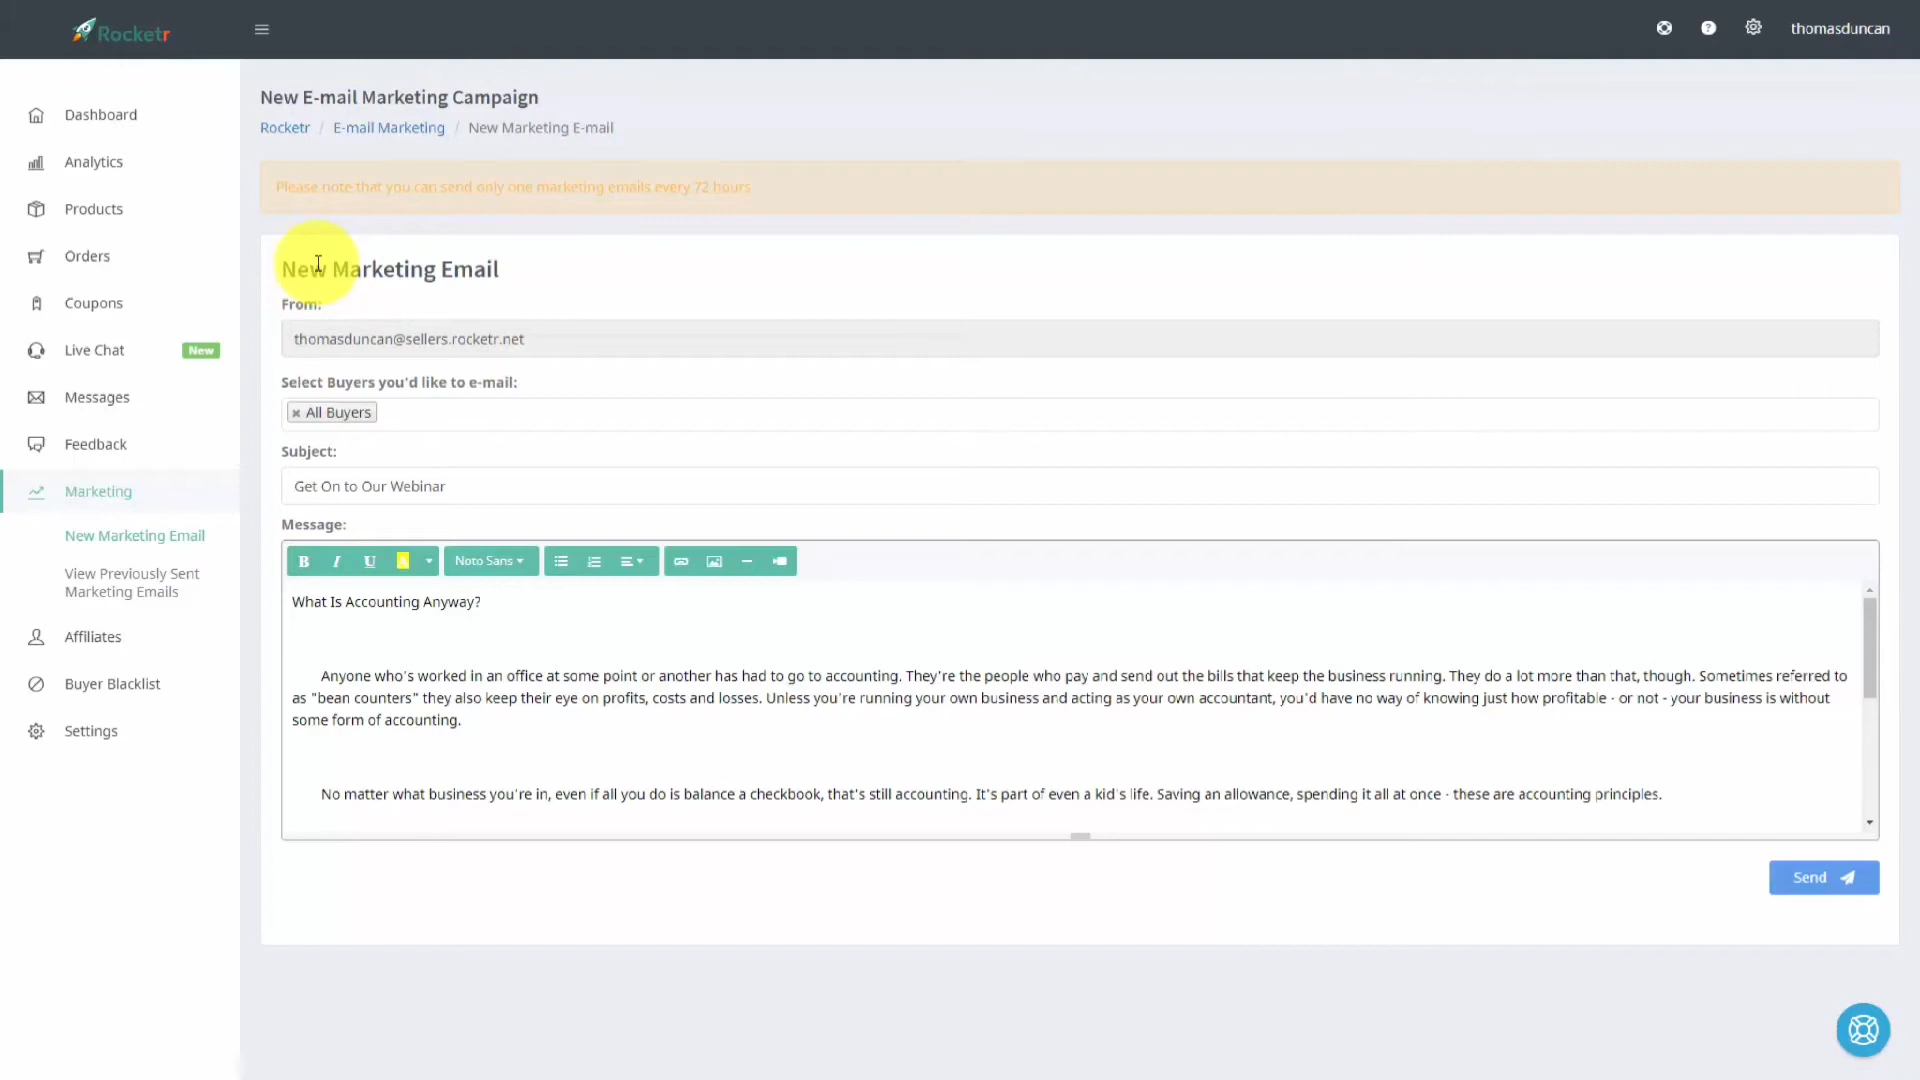 Rocketr
thomasduncan
Dashboard
Analytics
Products
Orders
Coupons
Live Chat New
Messages
Feedback
Marketing
New Marketing Email
View Previously Sent
Marketing Emails
Affiliates
Buyer Blacklist
Settings
New E-mail Marketing Campaign
Rocketr / E-mail Marketing / New Marketing E-mail
Please note that you can send only one marketing emails every 72 hours
New Marketing Email
From:
thomasduncan@sellers.rocketr.net
Select Buyers you'd like to e-mail:
× All Buyers
Subject:
Get On to Our Webinar
Message:
B I U A Noto Sans
What Is Accounting Anyway?
Anyone who's worked in an office at some point or another has had to go to accounting. They're the people who pay and send out the bills that keep the business running. They do a lot more than that, though. Sometimes referred to
as "bean counters" they also keep their eye on profits, costs and losses. Unless you're running your own business and acting as your own accountant, you'd have no way of knowing just how profitable - or not - your business is without
some form of accounting.
No matter what business you're in, even if all you do is balance a checkbook, that's still accounting. It's part of even a kid's life. Saving an allowance, spending it all at once - these are accounting principles.
Send